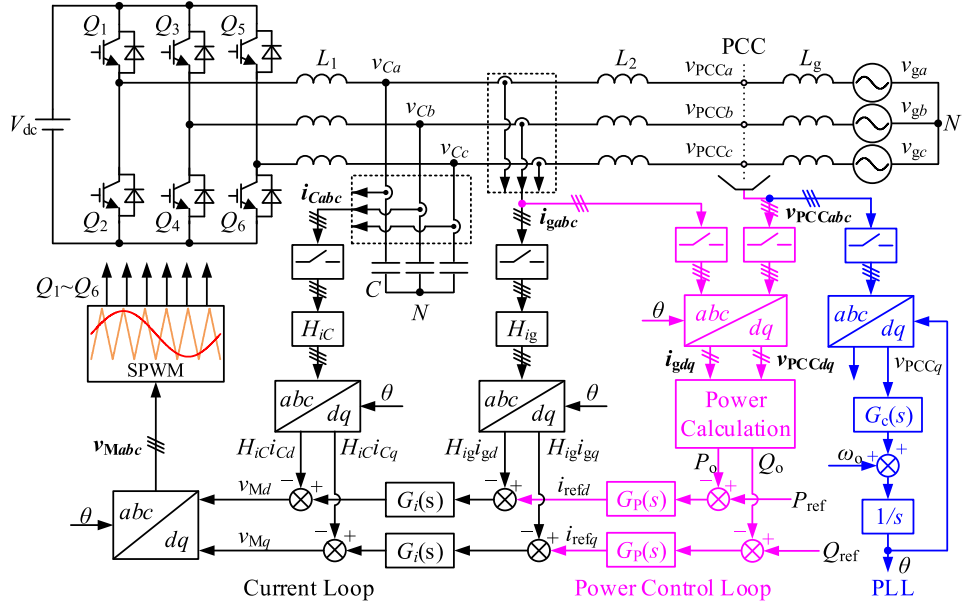 Q1 Q3 Q5
L1 vCa L2 vPCCa PCC Lg vga
Vdc vCb vPCCb vgb N
vCc vPCCc vgc
Q2 Q4 Q6 iCabc igabc vPCCabc
Q1~Q6 C N
HiC Hig θ abc dq abc dq
SPWM igdq vPCCdq vPCCq
abc dq θ abc dq θ Power Calculation Gc(s)
vMabc HiCiCd HiCiCq Higigd Higigq Po Qo ωo + +
vMd − + Gi(s) − + irefd GP(s) − + Pref
θ abc dq 1/s
vMq − + Gi(s) − + irefq GP(s) − + Qref θ
Current Loop Power Control Loop PLL